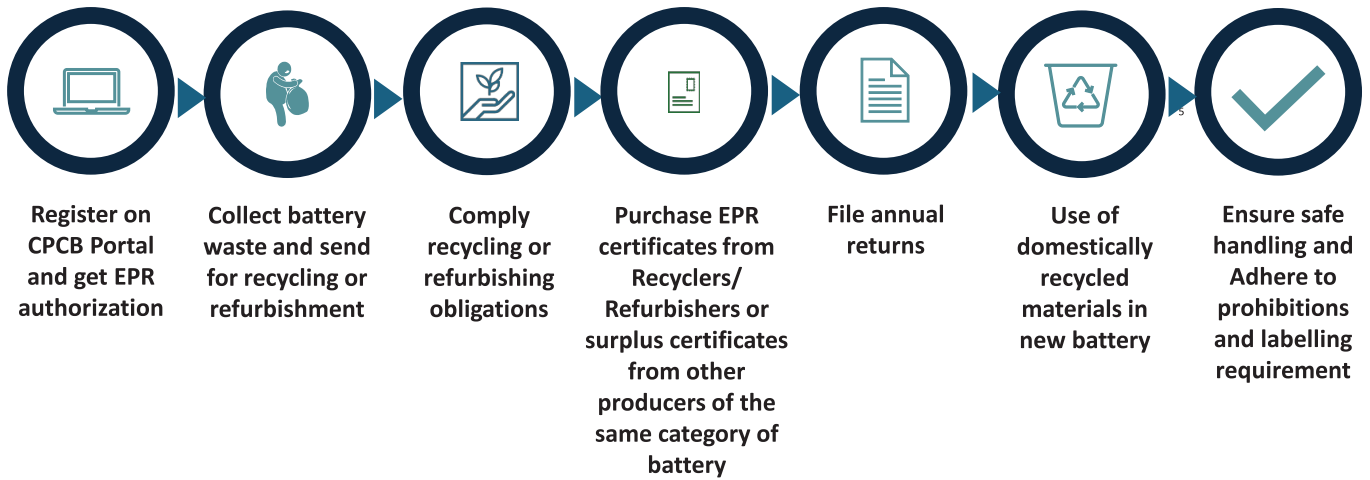 5
Register on
CPCB Portal
and get EPR
authorization
Collect battery
waste and send
for recycling or
refurbishment
Comply
recycling or
refurbishing
obligations
Purchase EPR
certificates from
Recyclers/
Refurbishers or
surplus certificates
from other
producers of the
same category of
battery
File annual
returns
Use of
domestically
recycled
materials in
new battery
Ensure safe
handling and
Adhere to
prohibitions
and labelling
requirement